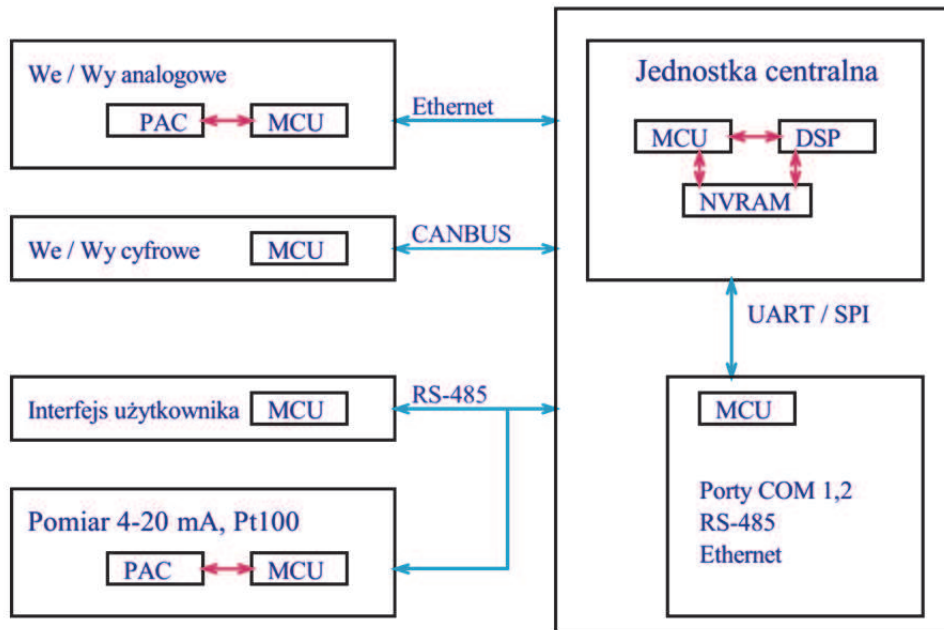 We / Wy analogowe
PAC
MCU
Ethernet
We / Wy cyfrowe
MCU
CANBUS
Interfejs użytkownika
MCU
RS-485
Pomiar 4-20 mA, Pt100
PAC
MCU
Jednostka centralna
MCU
DSP
NVRAM
UART / SPI
MCU
Porty COM 1,2
RS-485
Ethernet